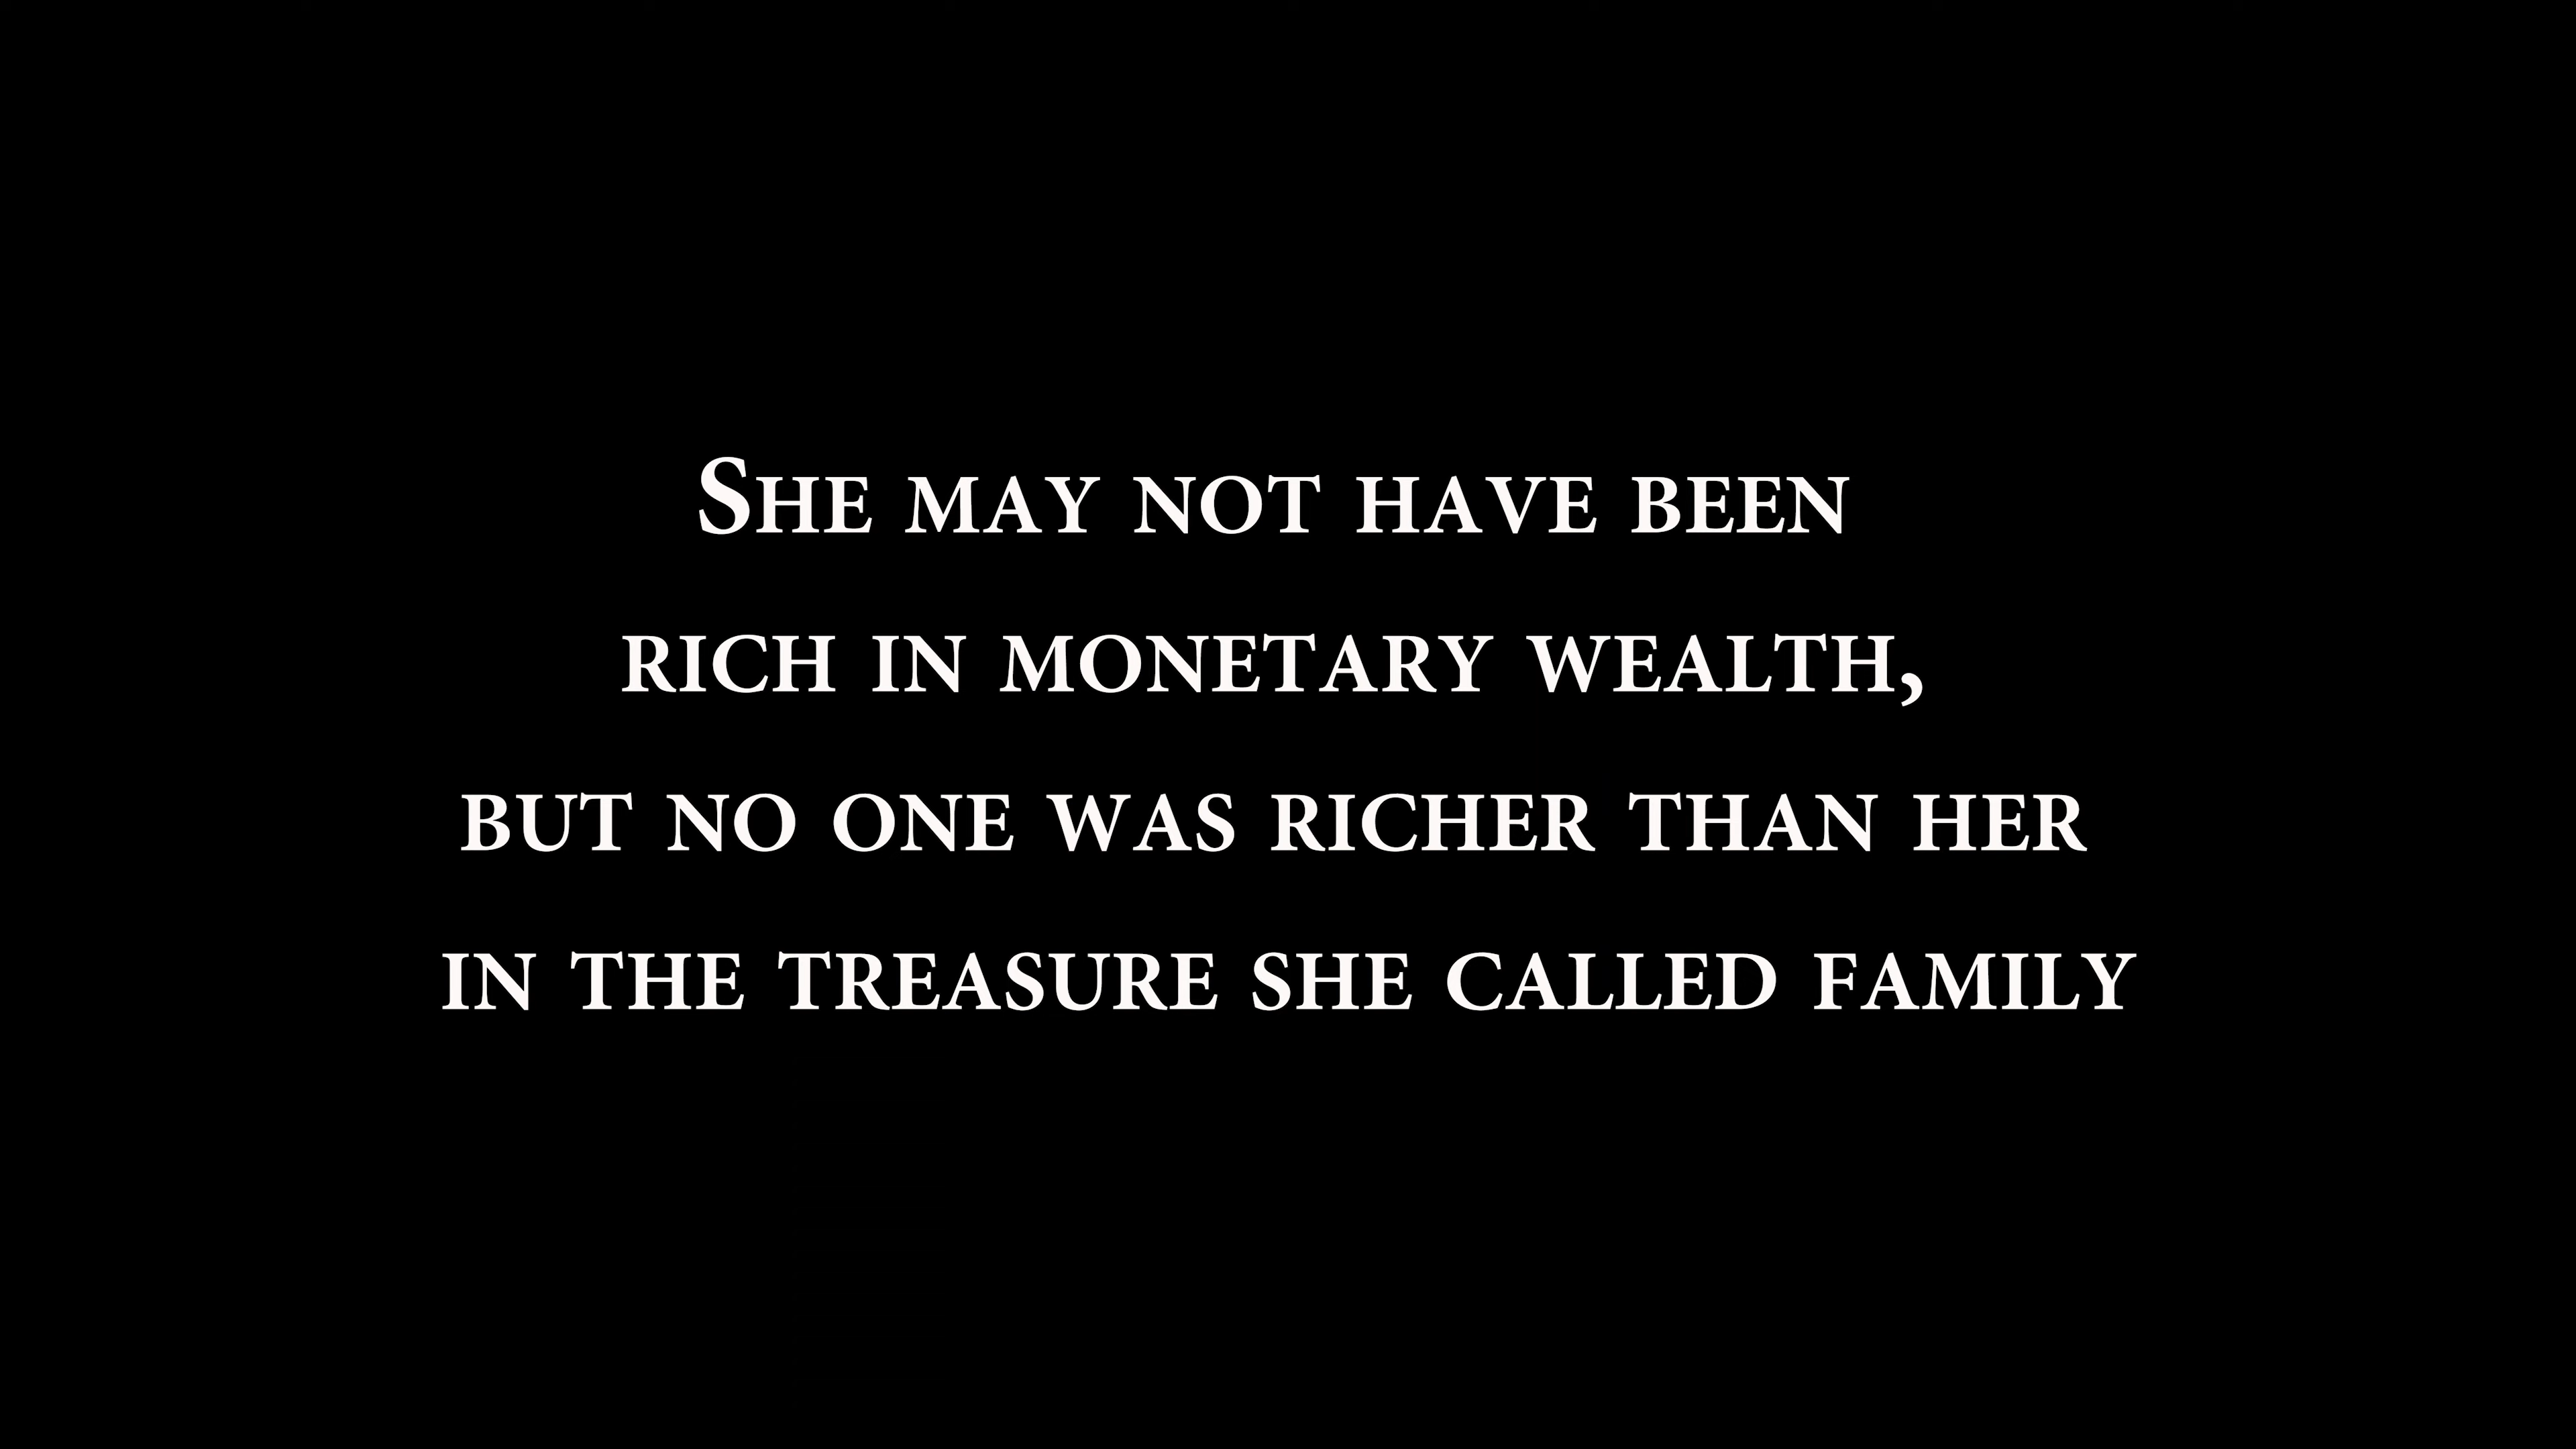 She may not have been
rich in monetary wealth,
but no one was richer than her
in the treasure she called family